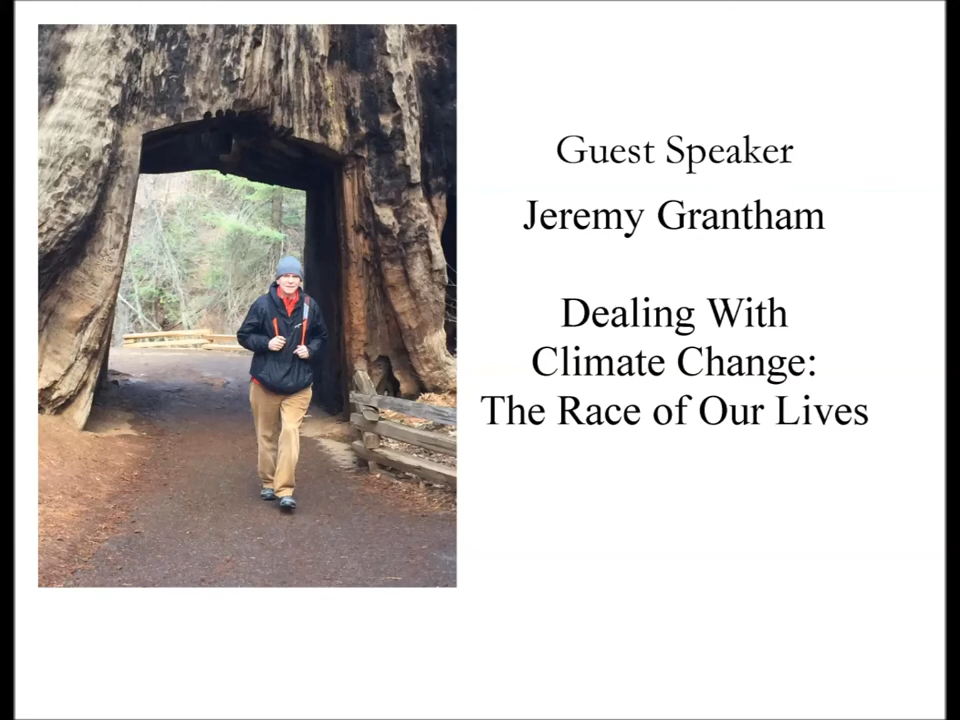 Guest Speaker
Jeremy Grantham
Dealing With
Climate Change:
The Race of Our Lives